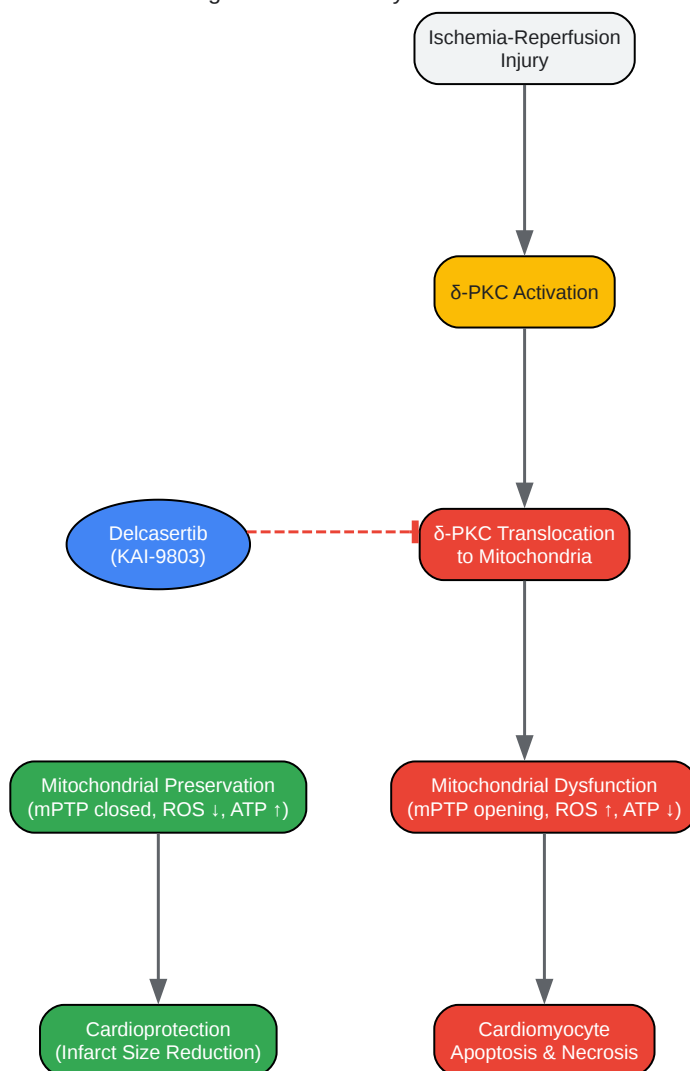 Ischemia-Reperfusion
Injury
δ-PKC Activation
Delcasertib
(KAI-9803)
δ-PKC Translocation
to Mitochondria
Mitochondrial Preservation
(mPTP closed, ROS ↓, ATP ↑)
Mitochondrial Dysfunction
(mPTP opening, ROS ↑, ATP ↓)
Cardioprotection
(Infarct Size Reduction)
Cardiomyocyte
Apoptosis & Necrosis